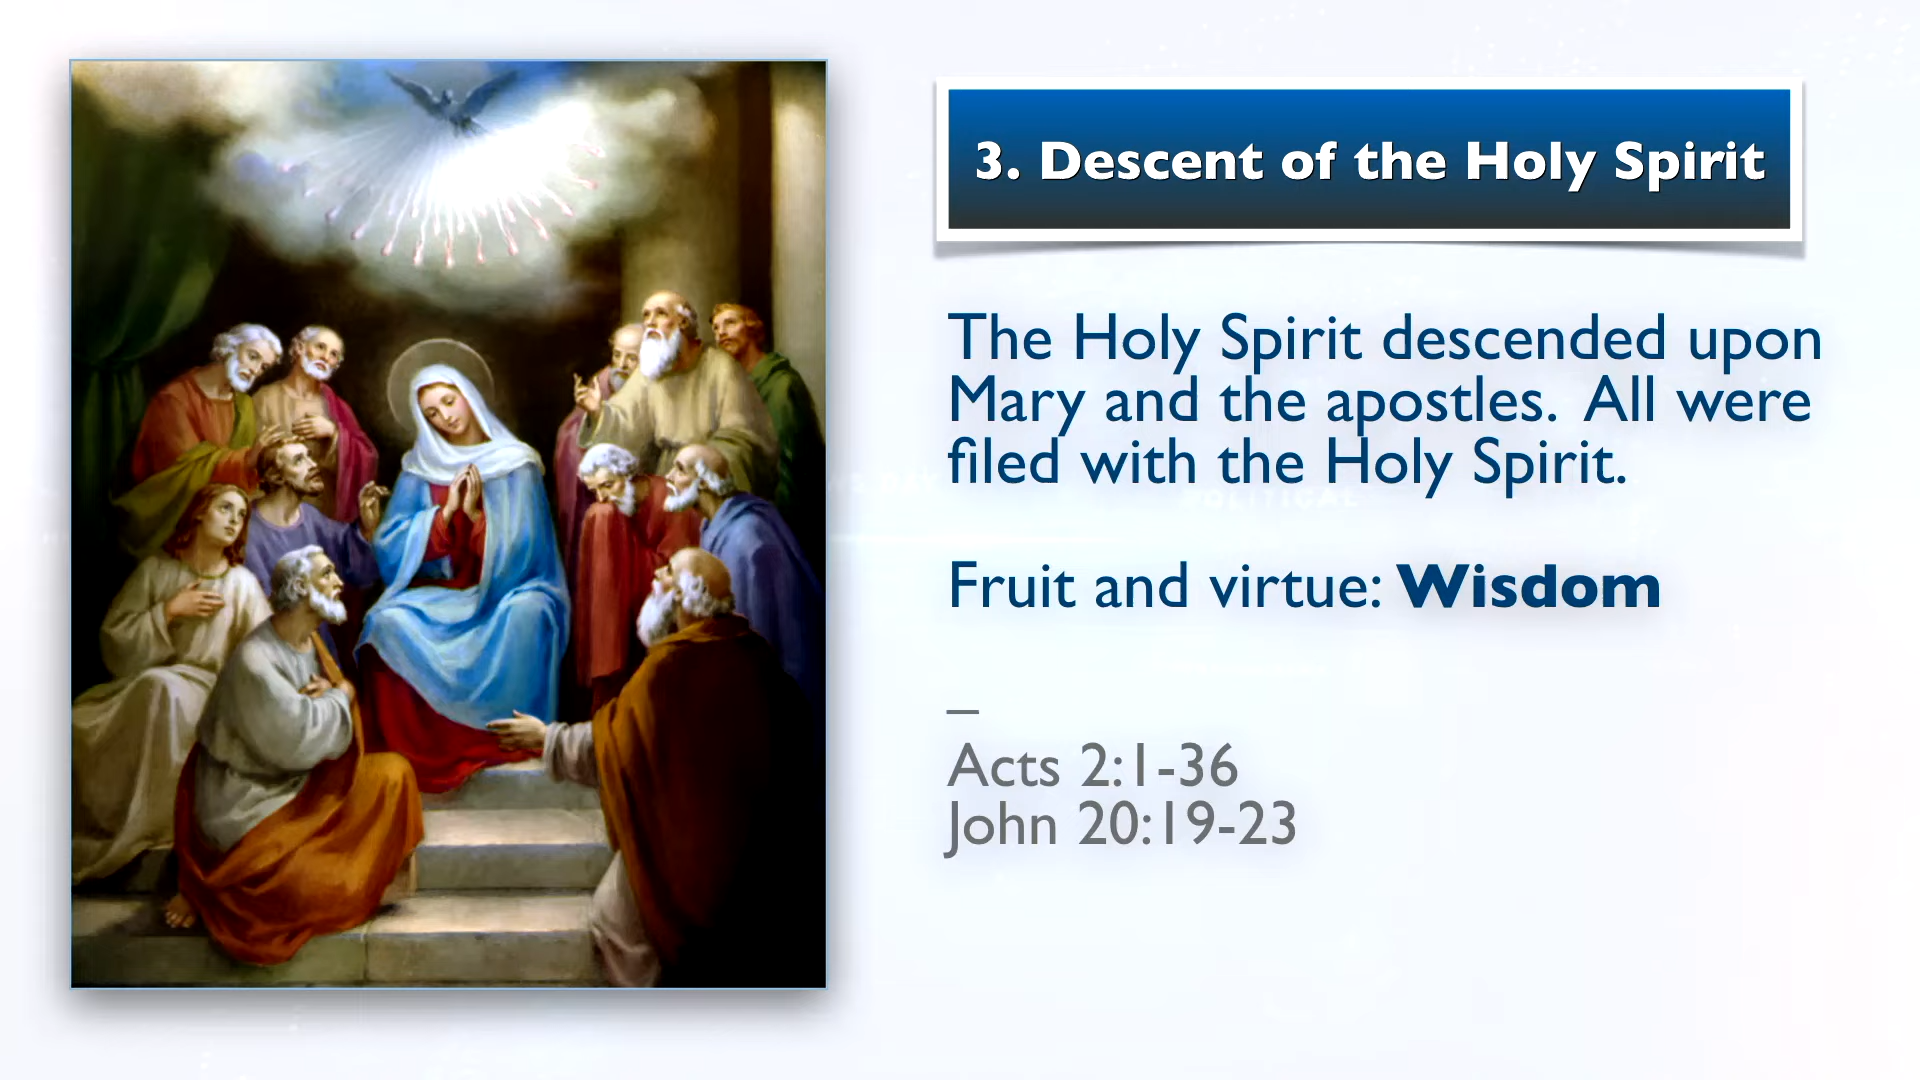 3. Descent of the Holy Spirit
The Holy Spirit descended upon
Mary and the apostles.  All were
filed with the Holy Spirit.
POLITICAL
Fruit and virtue: Wisdom
–
Acts 2:1-36
John 20:19-23